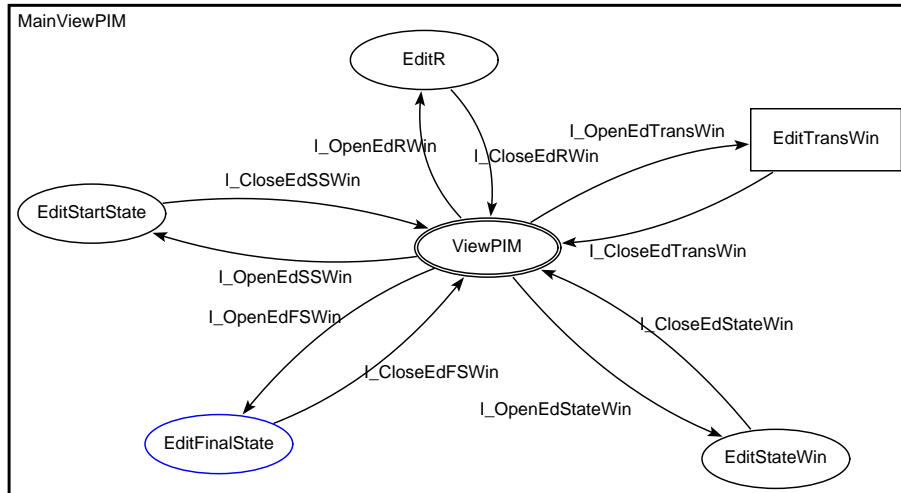 MainViewPIM
EditR
I_OpenEdTransWin
EditTransWin
I_OpenEdRWin
I_CloseEdRWin
I_CloseEdSSWin
EditStartState
ViewPIM
I_CloseEdTransWin
I_OpenEdSSWin
I_OpenEdFSWin
I_CloseEdStateWin
I_CloseEdFSWin
I_OpenEdStateWin
EditFinalState
EditStateWin